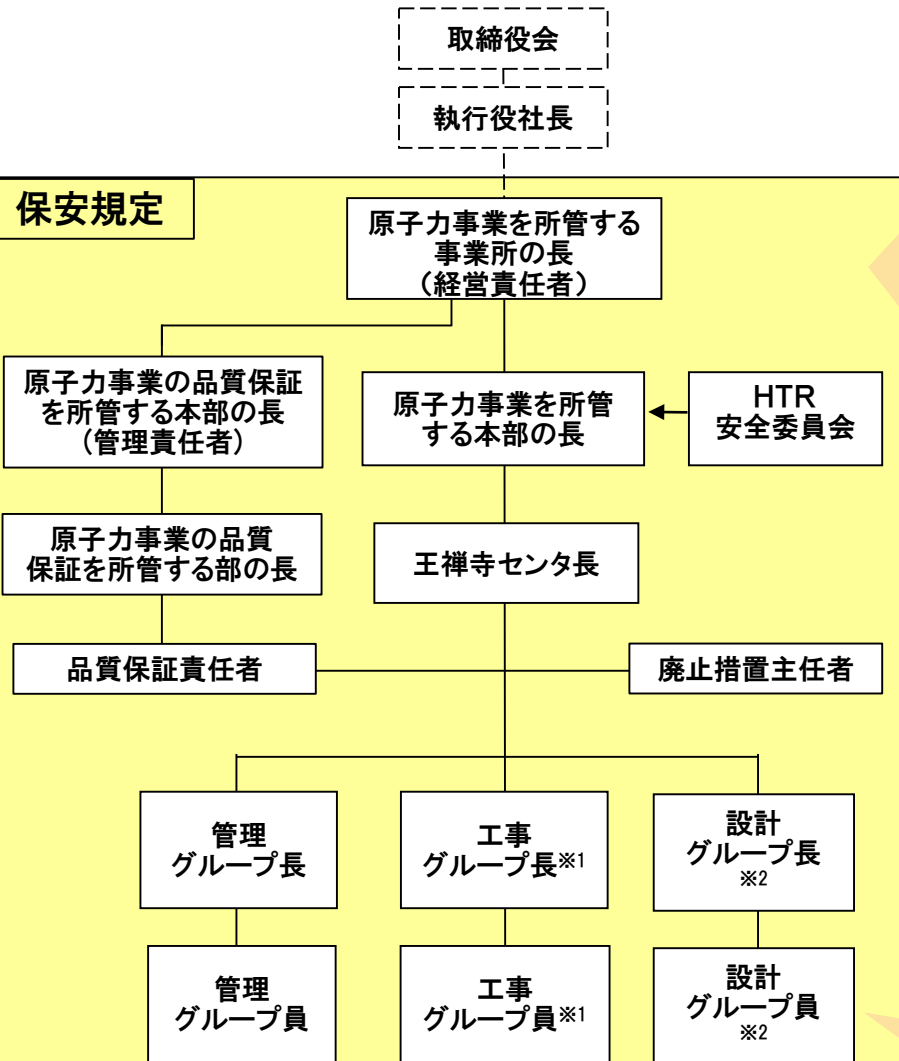 取締役会
執行役社長
保安規定
原子力事業を所管する
事業所の長
（経営責任者）
原子力事業の品質保証
を所管する本部の長
（管理責任者）
原子力事業を所管
する本部の長
HTR
安全委員会
原子力事業の品質
保証を所管する部の長
王禅寺センタ長
品質保証責任者
廃止措置主任者
管理
グループ長
工事
グループ長※1
設計
グループ長
※2
管理
グループ員
工事
グループ員※1
設計
グループ員
※2